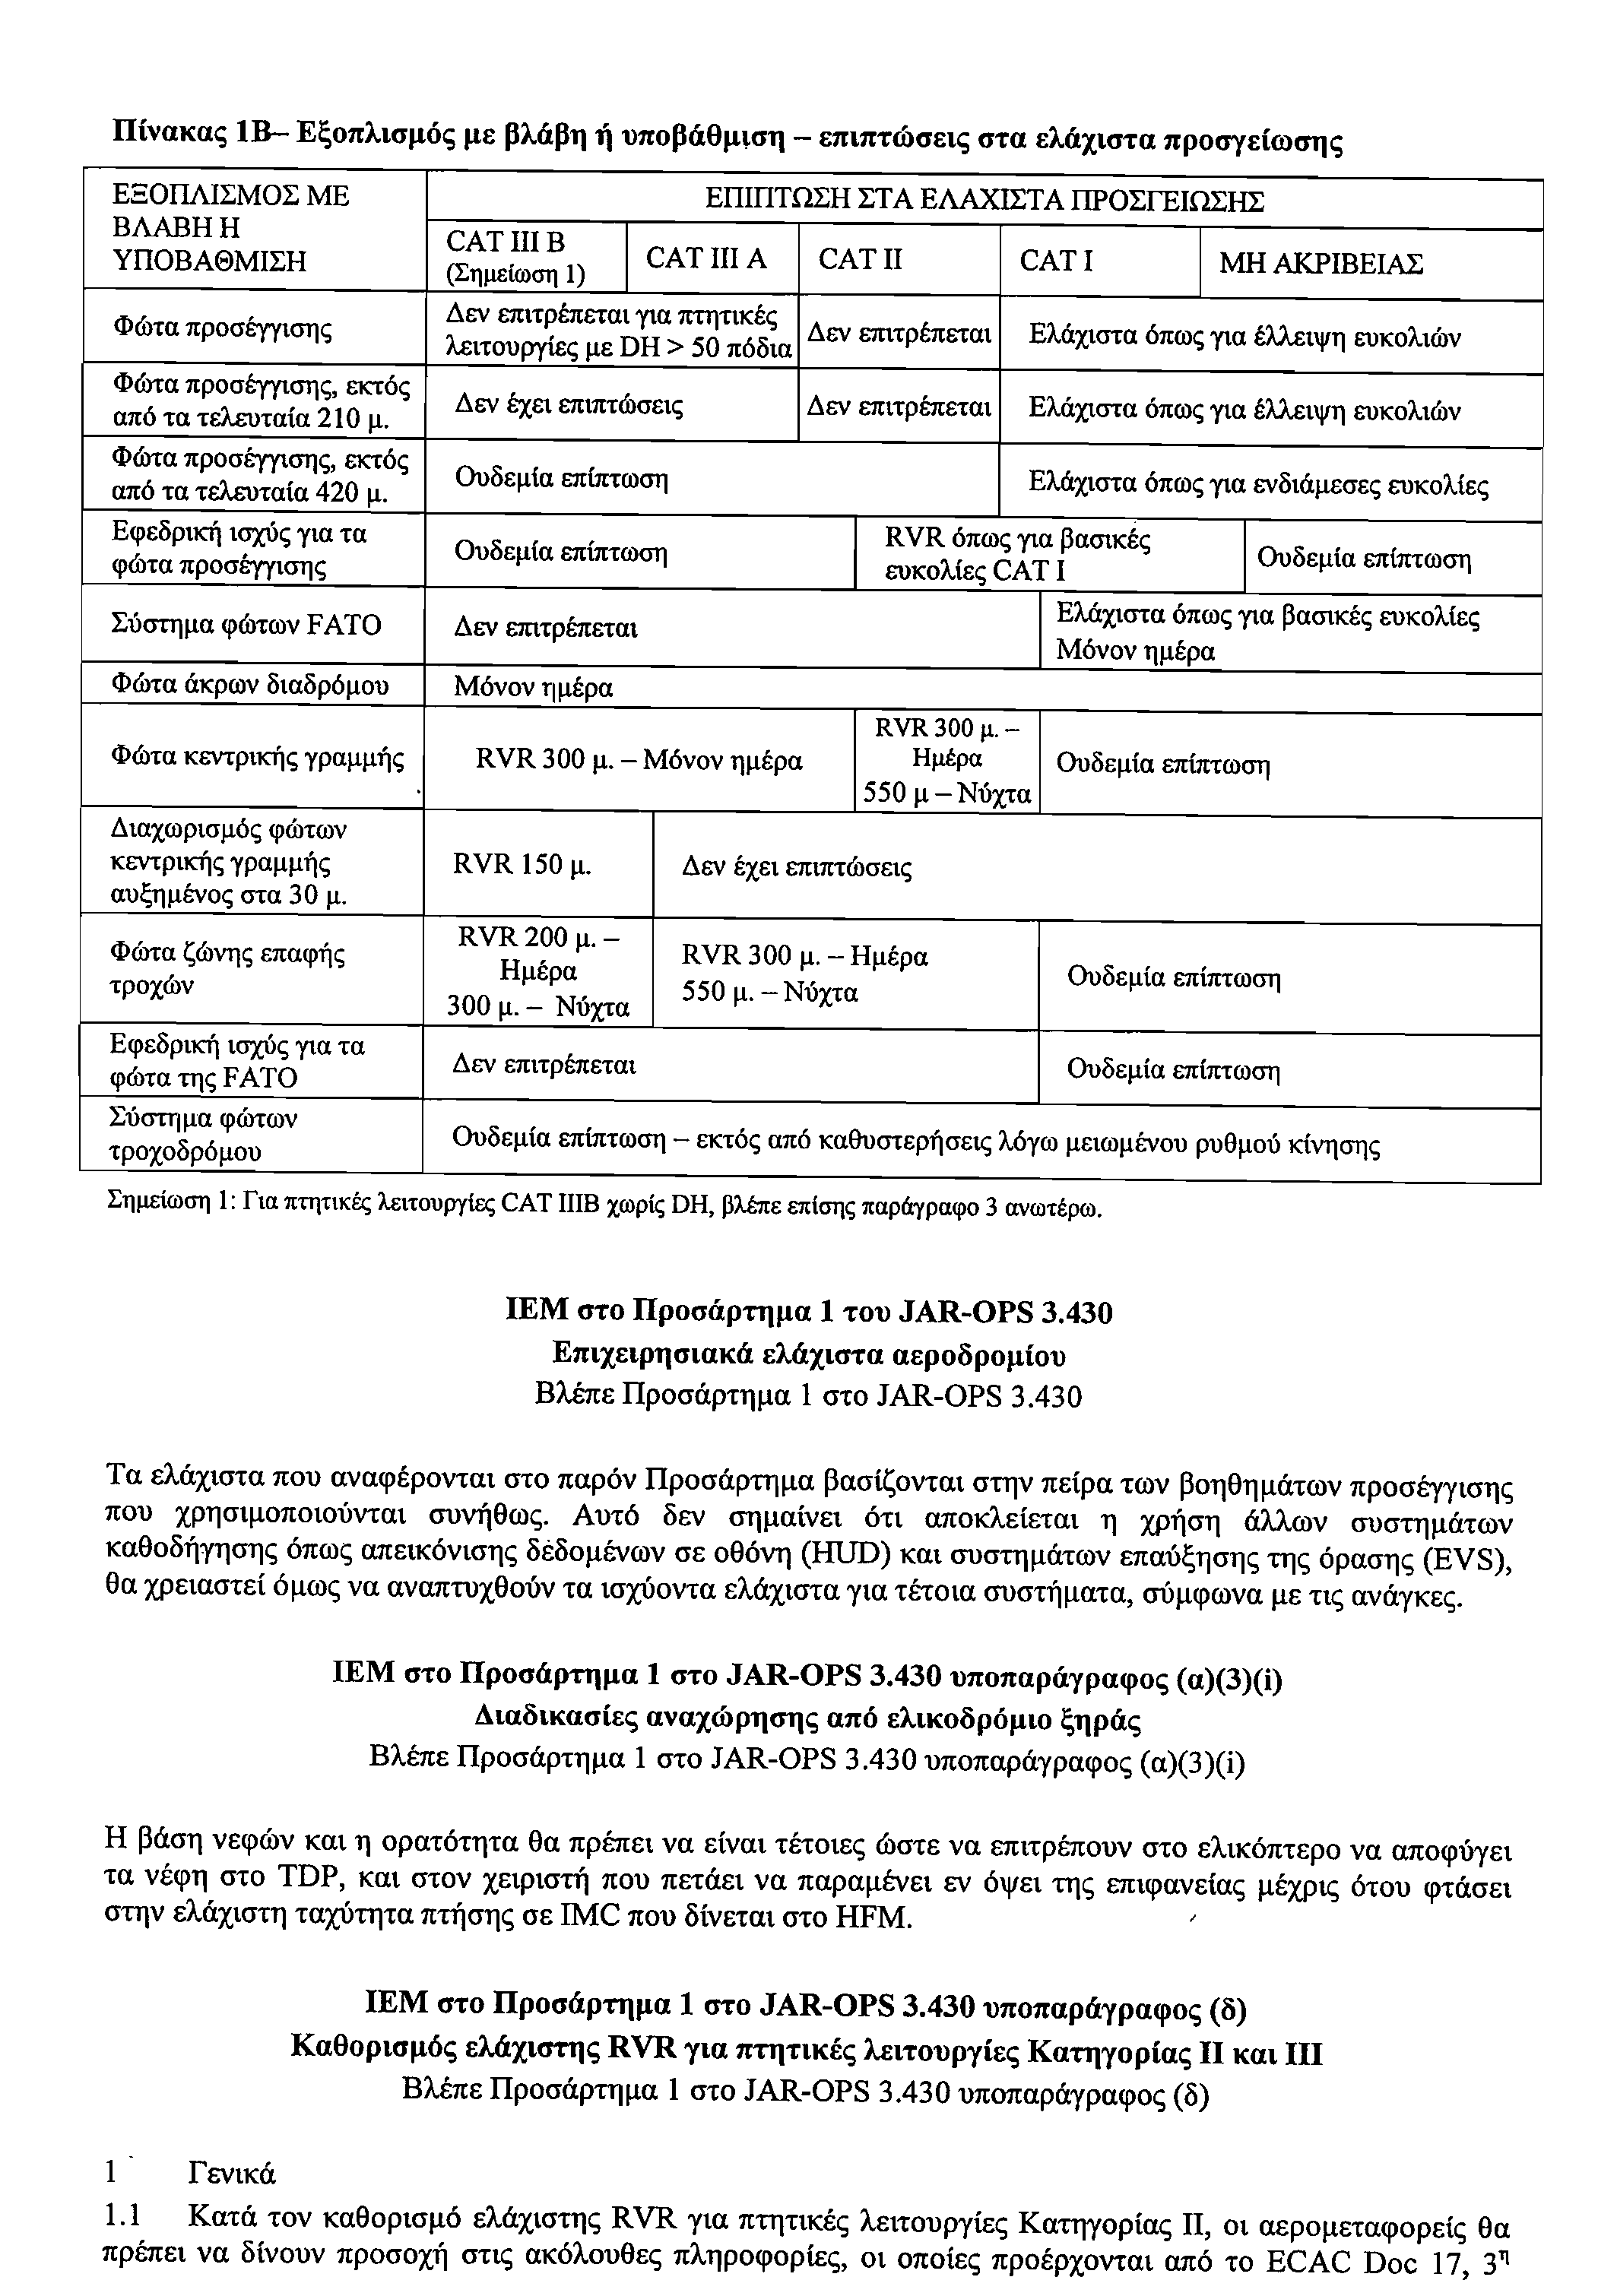 Πίνακας 1Β– Εξοπλισμός με βλάβη ή υποβάθμιση – επιπτώσεις στα ελάχιστα προσγείωσης
ΕΞΟΠΛΙΣΜΟΣ ΜΕ
ΒΛΑΒΗ Η
ΥΠΟΒΑΘΜΙΣΗ
ΕΠΙΠΤΩΣΗ ΣΤΑ ΕΛΑΧΙΣΤΑ ΠΡΟΣΓΕΙΩΣΗΣ
CAT III B
(Σημείωση 1)
CAT III A
CAT II
CAT I
ΜΗ ΑΚΡΙΒΕΙΑΣ
Φώτα προσέγγισης
Δεν επιτρέπεται για πτητικές
λειτουργίες με DH > 50 πόδια
Δεν επιτρέπεται
Ελάχιστα όπως για έλλειψη ευκολιών
Φώτα προσέγγισης, εκτός
από τα τελευταία 210 μ.
Δεν έχει επιπτώσεις
Δεν επιτρέπεται
Ελάχιστα όπως για έλλειψη ευκολιών
Φώτα προσέγγισης, εκτός
από τα τελευταία 420 μ.
Ουδεμία επίπτωση
Ελάχιστα όπως για ενδιάμεσες ευκολίες
Εφεδρική ισχύς για τα
φώτα προσέγγισης
Ουδεμία επίπτωση
RVR όπως για βασικές
ευκολίες CAT I
Ουδεμία επίπτωση
Σύστημα φώτων FATO
Δεν επιτρέπεται
Ελάχιστα όπως για βασικές ευκολίες
Μόνον ημέρα
Φώτα άκρων διαδρόμου
Μόνον ημέρα
Φώτα κεντρικής γραμμής
RVR 300 μ. – Μόνον ημέρα
RVR 300 μ. –
Ημέρα
550 μ – Νύχτα
Ουδεμία επίπτωση
Διαχωρισμός φώτων
κεντρικής γραμμής
αυξημένος στα 30 μ.
RVR 150 μ.
Δεν έχει επιπτώσεις
Φώτα ζώνης επαφής
τροχών
RVR 200 μ. –
Ημέρα
300 μ. – Νύχτα
RVR 300 μ. – Ημέρα
550 μ. – Νύχτα
Ουδεμία επίπτωση
Εφεδρική ισχύς για τα
φώτα της FATO
Δεν επιτρέπεται
Ουδεμία επίπτωση
Σύστημα φώτων
τροχοδρόμου
Ουδεμία επίπτωση – εκτός από καθυστερήσεις λόγω μειωμένου ρυθμού κίνησης
Σημείωση 1: Για πτητικές λειτουργίες CAT IIIB χωρίς DH, βλέπε επίσης παράγραφο 3 ανωτέρω.
IEM στο Προσάρτημα 1 του JAR-OPS 3.430
Επιχειρησιακά ελάχιστα αεροδρομίου
Βλέπε Προσάρτημα 1 στο JAR-OPS 3.430
Τα ελάχιστα που αναφέρονται στο παρόν Προσάρτημα βασίζονται στην πείρα των βοηθημάτων προσέγγισης
που χρησιμοποιούνται συνήθως. Αυτό δεν σημαίνει ότι αποκλείεται η χρήση άλλων συστημάτων
καθοδήγησης όπως απεικόνισης δεδομένων σε οθόνη (HUD) και συστημάτων επαύξησης της όρασης (EVS),
θα χρειαστεί όμως να αναπτυχθούν τα ισχύοντα ελάχιστα για τέτοια συστήματα, σύμφωνα με τις ανάγκες.
IEM στο Προσάρτημα 1 στο JAR-OPS 3.430 υποπαράγραφος (α)(3)(i)
Διαδικασίες αναχώρησης από ελικοδρόμιο ξηράς
Βλέπε Προσάρτημα 1 στο JAR-OPS 3.430 υποπαράγραφος (α)(3)(i)
Η βάση νεφών και η ορατότητα θα πρέπει να είναι τέτοιες ώστε να επιτρέπουν στο ελικόπτερο να αποφύγει
τα νέφη στο TDP, και στον χειριστή που πετάει να παραμένει εν όψει της επιφανείας μέχρις ότου φτάσει
στην ελάχιστη ταχύτητα πτήσης σε IMC που δίνεται στο HFM.
IEM στο Προσάρτημα 1 στο JAR-OPS 3.430 υποπαράγραφος (δ)
Καθορισμός ελάχιστης RVR για πτητικές λειτουργίες Κατηγορίας II και III
Βλέπε Προσάρτημα 1 στο JAR-OPS 3.430 υποπαράγραφος (δ)
1 Γενικά
1.1 Κατά τον καθορισμό ελάχιστης RVR για πτητικές λειτουργίες Κατηγορίας II, οι αερομεταφορείς θα
πρέπει να δίνουν προσοχή στις ακόλουθες πληροφορίες, οι οποίες προέρχονται από το ECAC Doc 17, 3η